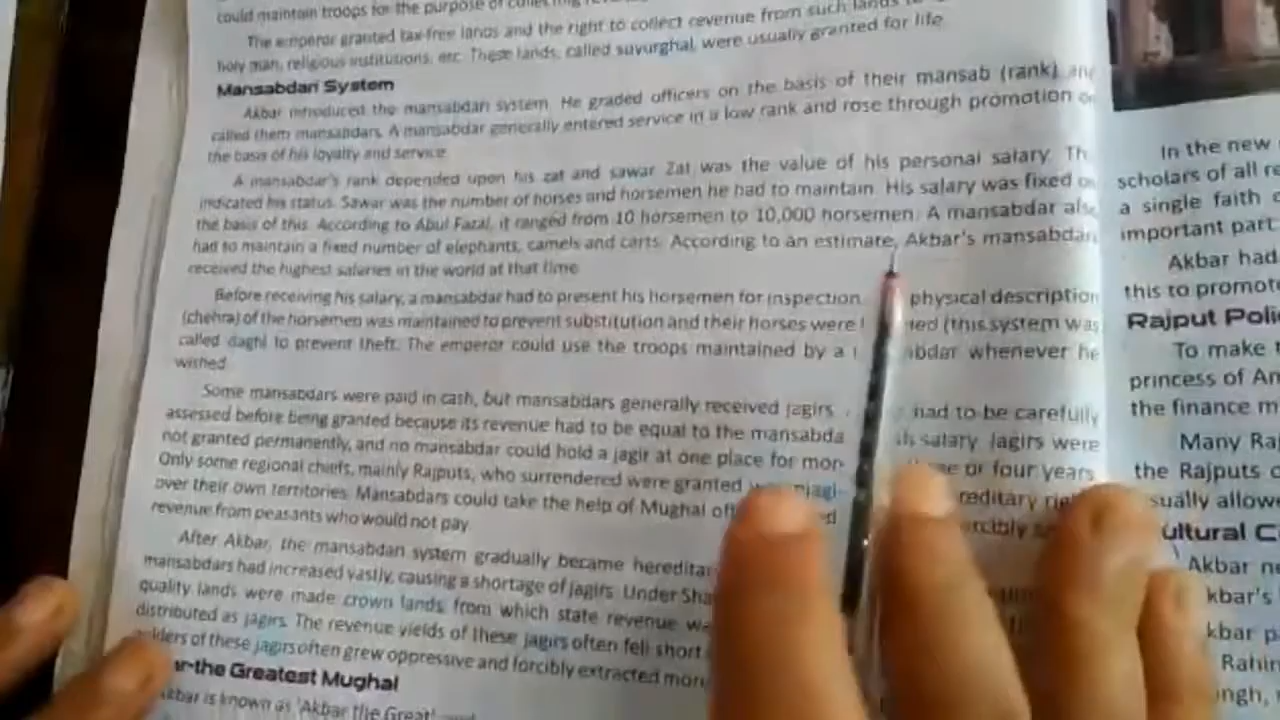 could maintain troops for the purpose of
The emperor granted tax-free lands and the right to collect revenue from such lands
holy man, religious institutions, etc. These lands, called suyurghal, were usually granted for life.
Mansabdari System
Akbar introduced the mansabdari system. He graded officers on the basis of their mansab (rank) and
called them mansabdars. A mansabdar generally entered service in a low rank and rose through promotion on
the basis of his loyalty and service.
A mansabdar's rank depended upon his zat and sawar. Zat was the value of his personal salary. Th
indicated his status. Sawar was the number of horses and horsemen he had to maintain. His salary was fixed on
the basis of this. According to Abul Fazal, it ranged from 10 horsemen to 10,000 horsemen. A mansabdar also
had to maintain a fixed number of elephants, camels and carts. According to an estimate, Akbar's mansabdari
received the highest salaries in the world at that time.
Before receiving his salary, a mansabdar had to present his horsemen for inspection. physical description
(chehra) of the horsemen was maintained to prevent substitution and their horses were (this system was
called dagh) to prevent theft. The emperor could use the troops maintained by a whenever he
wished.
Some mansabdars were paid in cash, but mansabdars generally received jagirs had to be carefully
assessed before being granted because its revenue had to be equal to the salary. Jagirs were
not granted permanently, and no mansabdar could hold a jagir at one place for or four years.
Only some regional chiefs, mainly Rajputs, who surrendered were granted
over their own territories. Mansabdars could take the help of Mughal
revenue from peasants who would not pay.
After Akbar, the mansabdari system gradually became
mansabdars had increased vastly, causing a shortage of jagirs. Under
quality lands were made crown lands, from which state revenue
distributed as jagirs. The revenue yields of these jagirs often fell short
of these jagirs often grew oppressive and forcibly extracted
the Greatest Mughal
Akbar is known as 'Akbar the Great'
In the new
scholars of all
a single faith
important part
Akbar had
this to promote
Rajput
To make
princess of
the finance
Many
the Rajputs
usually
Akbar